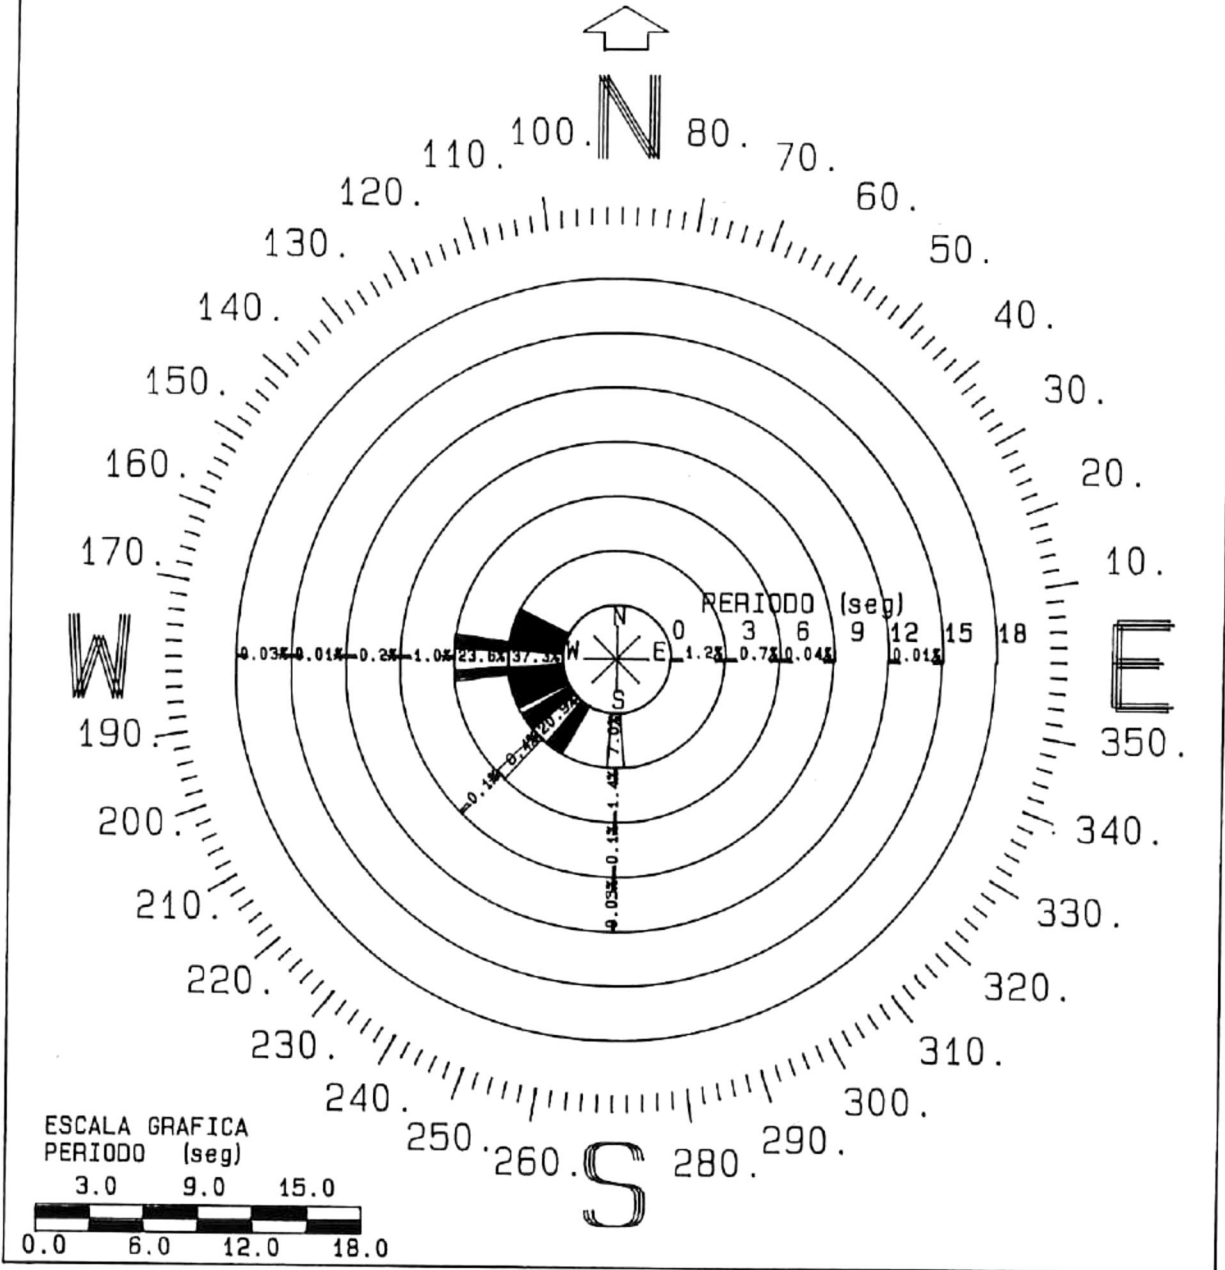 N
100. 80.
110. 70.
120. 60.
130. 50.
140. 40.
150. 30.
160. 20.
170. 10.
PERIODO (seg)
N
0 3 6 9 12 15 18
W E
0.03% 0.01% 0.2% 1.0% 23.6% 37.3% W E 1.2% 0.7% 0.04% 0.01%
S
20.9% 7.0%
0.4%
0.1% 1.4%
0.1%
0.03%
190. 350.
200. 340.
210. 330.
220. 320.
230. 310.
240. 300.
250. 290.
260. 280.
S
ESCALA GRAFICA
PERIODO (seg)
3.0 9.0 15.0
0.0 6.0 12.0 18.0